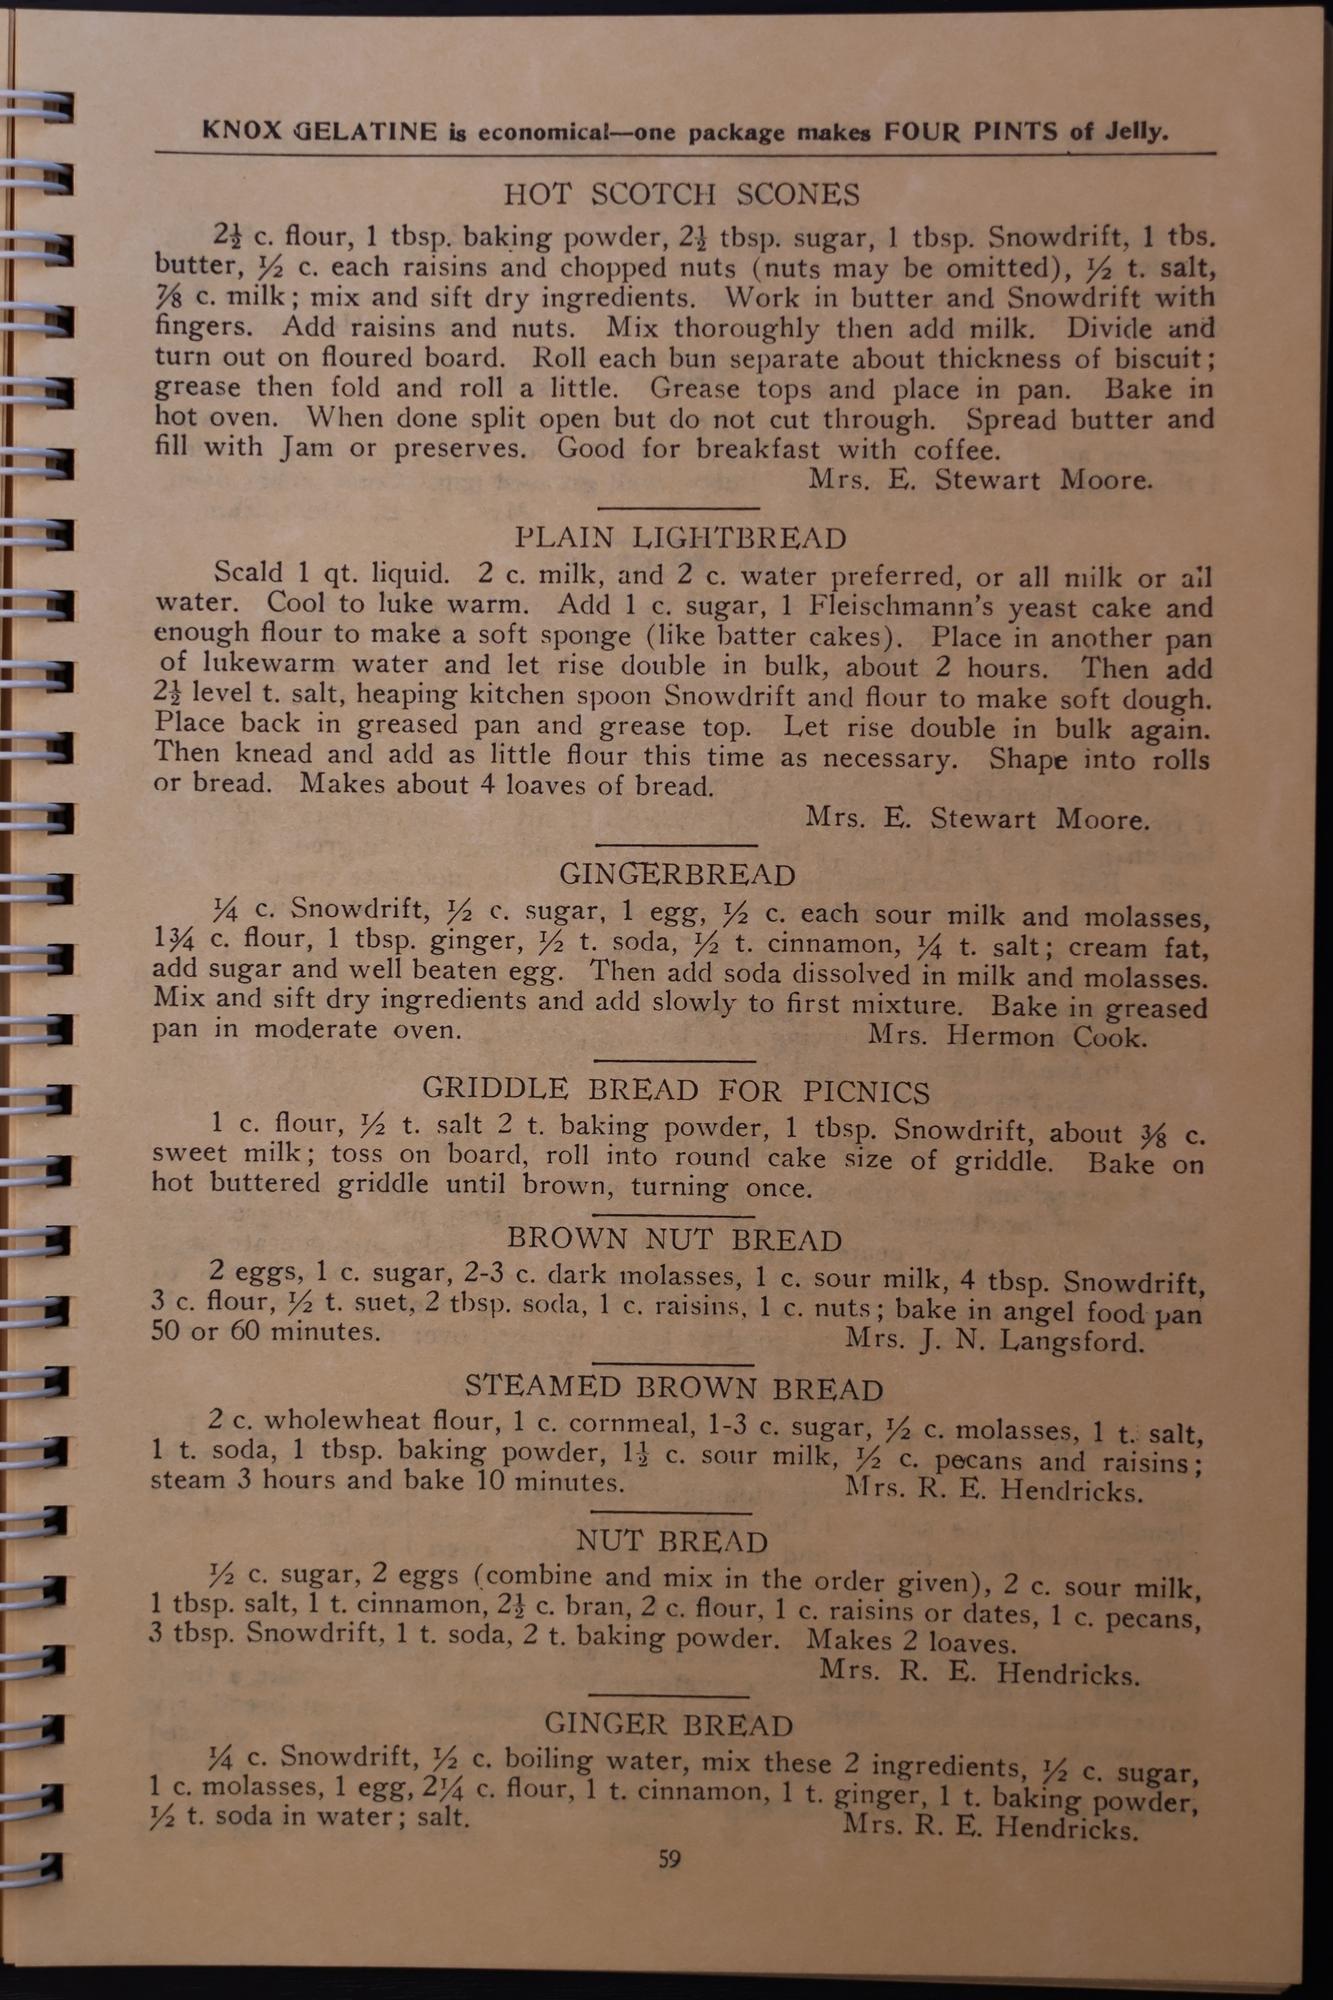 KNOX GELATINE is economical—one package makes FOUR PINTS of Jelly.
HOT SCOTCH SCONES
2½ c. flour, 1 tbsp. baking powder, 2½ tbsp. sugar, 1 tbsp. Snowdrift, 1 tbs.
butter, ½ c. each raisins and chopped nuts (nuts may be omitted), ½ t. salt,
⅞ c. milk; mix and sift dry ingredients. Work in butter and Snowdrift with
fingers. Add raisins and nuts. Mix thoroughly then add milk. Divide and
turn out on floured board. Roll each bun separate about thickness of biscuit;
grease then fold and roll a little. Grease tops and place in pan. Bake in
hot oven. When done split open but do not cut through. Spread butter and
fill with Jam or preserves. Good for breakfast with coffee.
Mrs. E. Stewart Moore.
PLAIN LIGHTBREAD
Scald 1 qt. liquid. 2 c. milk, and 2 c. water preferred, or all milk or all
water. Cool to luke warm. Add 1 c. sugar, 1 Fleischmann's yeast cake and
enough flour to make a soft sponge (like batter cakes). Place in another pan
of lukewarm water and let rise double in bulk, about 2 hours. Then add
2½ level t. salt, heaping kitchen spoon Snowdrift and flour to make soft dough.
Place back in greased pan and grease top. Let rise double in bulk again.
Then knead and add as little flour this time as necessary. Shape into rolls
or bread. Makes about 4 loaves of bread.
Mrs. E. Stewart Moore.
GINGERBREAD
¼ c. Snowdrift, ½ c. sugar, 1 egg, ½ c. each sour milk and molasses,
1¾ c. flour, 1 tbsp. ginger, ½ t. soda, ½ t. cinnamon, ¼ t. salt; cream fat,
add sugar and well beaten egg. Then add soda dissolved in milk and molasses.
Mix and sift dry ingredients and add slowly to first mixture. Bake in greased
pan in moderate oven. Mrs. Hermon Cook.
GRIDDLE BREAD FOR PICNICS
1 c. flour, ½ t. salt 2 t. baking powder, 1 tbsp. Snowdrift, about ⅜ c.
sweet milk; toss on board, roll into round cake size of griddle. Bake on
hot buttered griddle until brown, turning once.
BROWN NUT BREAD
2 eggs, 1 c. sugar, 2-3 c. dark molasses, 1 c. sour milk, 4 tbsp. Snowdrift,
3 c. flour, ½ t. suet, 2 tbsp. soda, 1 c. raisins, 1 c. nuts; bake in angel food pan
50 or 60 minutes. Mrs. J. N. Langsford.
STEAMED BROWN BREAD
2 c. wholewheat flour, 1 c. cornmeal, 1-3 c. sugar, ½ c. molasses, 1 t. salt,
1 t. soda, 1 tbsp. baking powder, 1½ c. sour milk, ½ c. pecans and raisins;
steam 3 hours and bake 10 minutes. Mrs. R. E. Hendricks.
NUT BREAD
½ c. sugar, 2 eggs (combine and mix in the order given), 2 c. sour milk,
1 tbsp. salt, 1 t. cinnamon, 2½ c. bran, 2 c. flour, 1 c. raisins or dates, 1 c. pecans,
3 tbsp. Snowdrift, 1 t. soda, 2 t. baking powder. Makes 2 loaves.
Mrs. R. E. Hendricks.
GINGER BREAD
¼ c. Snowdrift, ½ c. boiling water, mix these 2 ingredients, ½ c. sugar,
1 c. molasses, 1 egg, 2¼ c. flour, 1 t. cinnamon, 1 t. ginger, 1 t. baking powder,
½ t. soda in water; salt. Mrs. R. E. Hendricks.
59